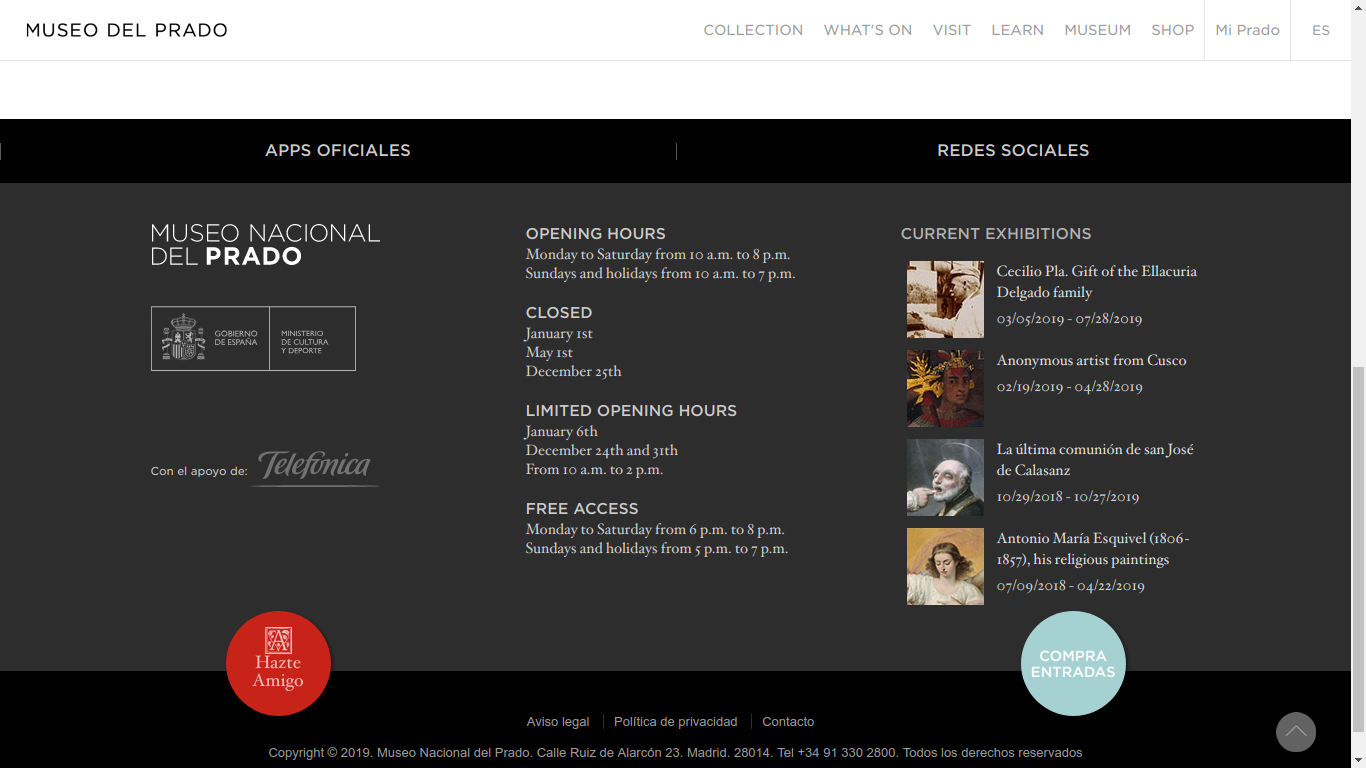 MUSEO DEL PRADO
COLLECTION
WHAT'S ON
VISIT
LEARN
MUSEUM
SHOP
Mi Prado
ES
APPS OFICIALES
REDES SOCIALES
MUSEO NACIONAL
DEL PRADO
GOBIERNO
DE ESPAÑA
MINISTERIO
DE CULTURA
Y DEPORTE
Con el apoyo de: Telefónica
OPENING HOURS
Monday to Saturday from 10 a.m. to 8 p.m.
Sundays and holidays from 10 a.m. to 7 p.m.
CLOSED
January 1st
May 1st
December 25th
LIMITED OPENING HOURS
January 6th
December 24th and 31th
From 10 a.m. to 2 p.m.
FREE ACCESS
Monday to Saturday from 6 p.m. to 8 p.m.
Sundays and holidays from 5 p.m. to 7 p.m.
CURRENT EXHIBITIONS
Cecilio Pla. Gift of the Ellacuria
Delgado family
03/05/2019 - 07/28/2019
Anonymous artist from Cusco
02/19/2019 - 04/28/2019
La última comunión de san José
de Calasanz
10/29/2018 - 10/27/2019
Antonio María Esquivel (1806-
1857), his religious paintings
07/09/2018 - 04/22/2019
A
Hazte
Amigo
COMPRA
ENTRADAS
Aviso legal
Política de privacidad
Contacto
Copyright © 2019. Museo Nacional del Prado. Calle Ruiz de Alarcón 23. Madrid. 28014. Tel +34 91 330 2800. Todos los derechos reservados